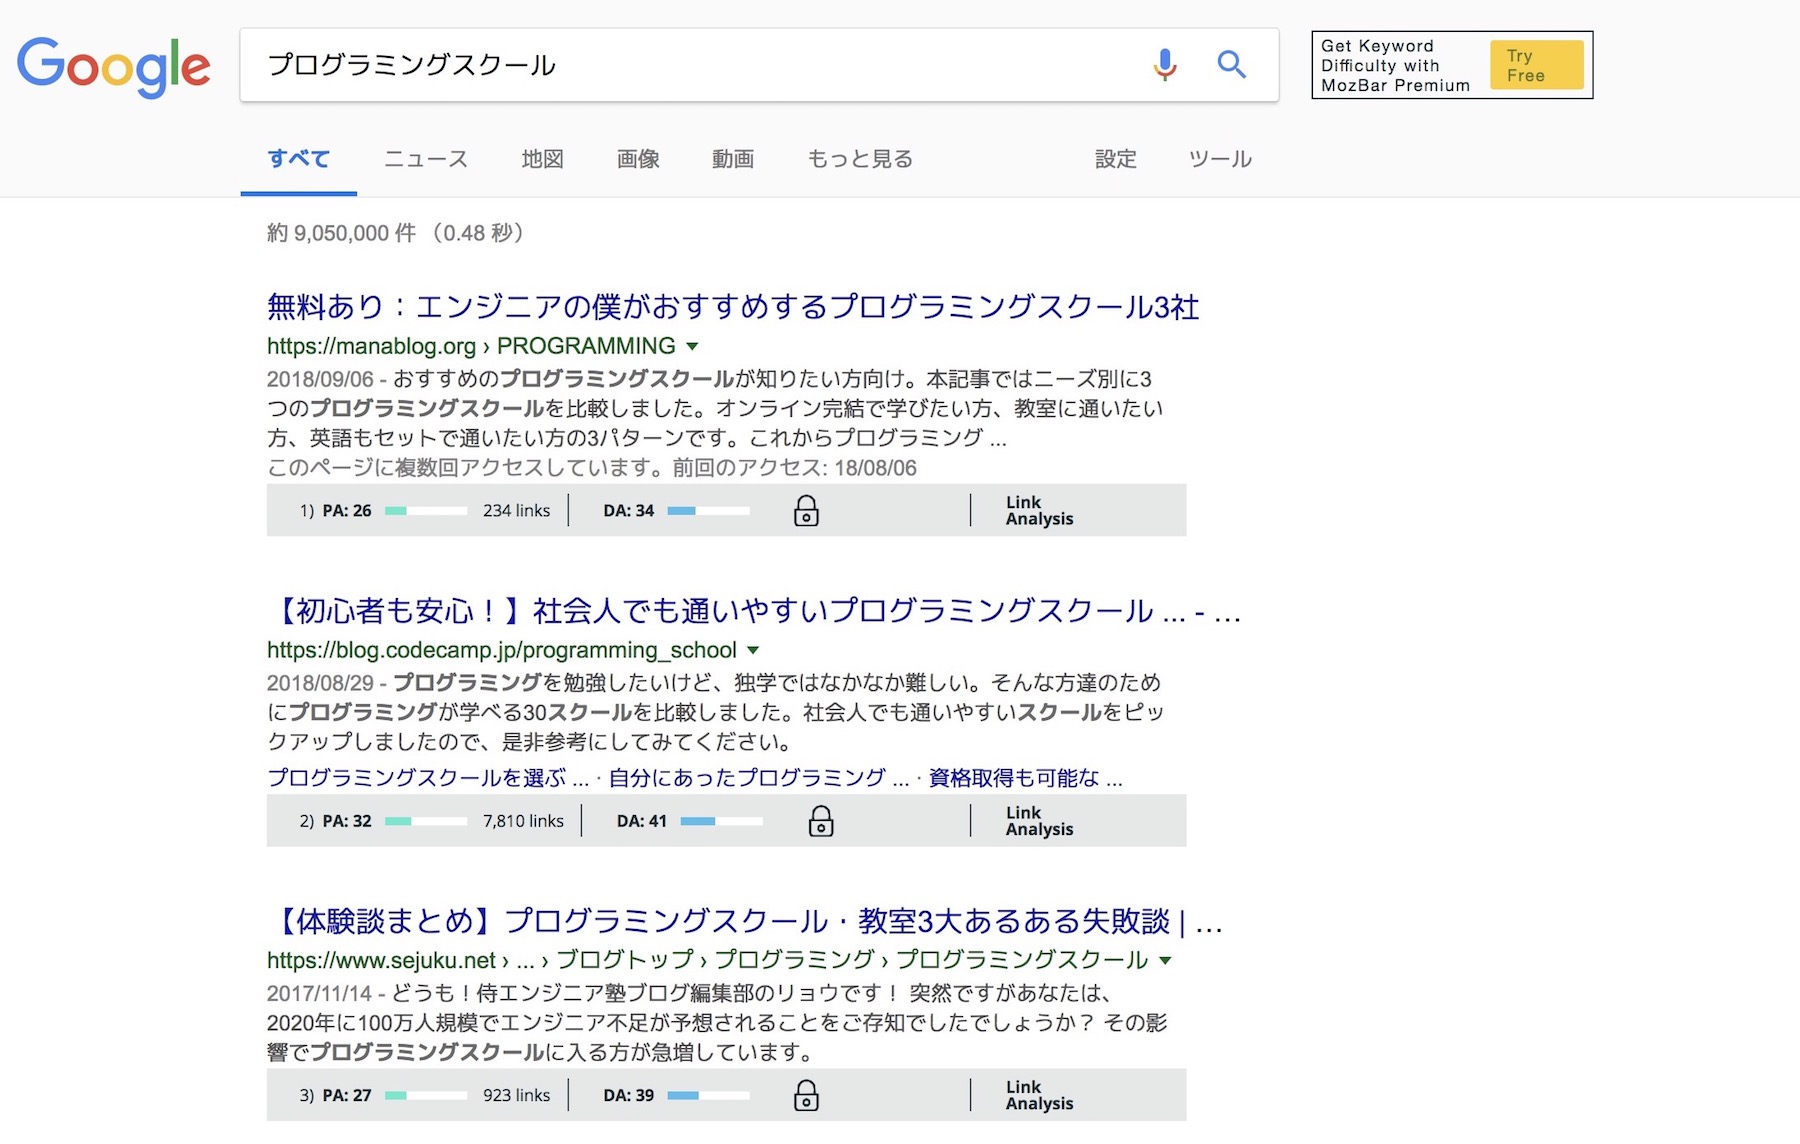 Google
プログラミングスクール
Get Keyword
Difficulty with
MozBar Premium
Try
Free
すべて ニュース 地図 画像 動画 もっと見る 設定 ツール
約 9,050,000 件 （0.48 秒）
無料あり：エンジニアの僕がおすすめするプログラミングスクール3社
https://manablog.org › PROGRAMMING
2018/09/06 - おすすめのプログラミングスクールが知りたい方向け。本記事ではニーズ別に3
つのプログラミングスクールを比較しました。オンライン完結で学びたい方、教室に通いたい
方、英語もセットで通いたい方の3パターンです。これからプログラミング ...
このページに複数回アクセスしています。前回のアクセス: 18/08/06
1) PA: 26 234 links DA: 34 Link
Analysis
【初心者も安心！】社会人でも通いやすいプログラミングスクール ... - ...
https://blog.codecamp.jp/programming_school
2018/08/29 - プログラミングを勉強したいけど、独学ではなかなか難しい。そんな方達のため
にプログラミングが学べる30スクールを比較しました。社会人でも通いやすいスクールをピッ
クアップしましたので、是非参考にしてみてください。
プログラミングスクールを選ぶ ... · 自分にあったプログラミング ... · 資格取得も可能な ...
2) PA: 32 7,810 links DA: 41 Link
Analysis
【体験談まとめ】プログラミングスクール・教室3大あるある失敗談 | ...
https://www.sejuku.net › ... › ブログトップ › プログラミング › プログラミングスクール
2017/11/14 - どうも！侍エンジニア塾ブログ編集部のリョウです！ 突然ですがあなたは、
2020年に100万人規模でエンジニア不足が予想されることをご存知でしたでしょうか？ その影
響でプログラミングスクールに入る方が急増しています。
3) PA: 27 923 links DA: 39 Link
Analysis